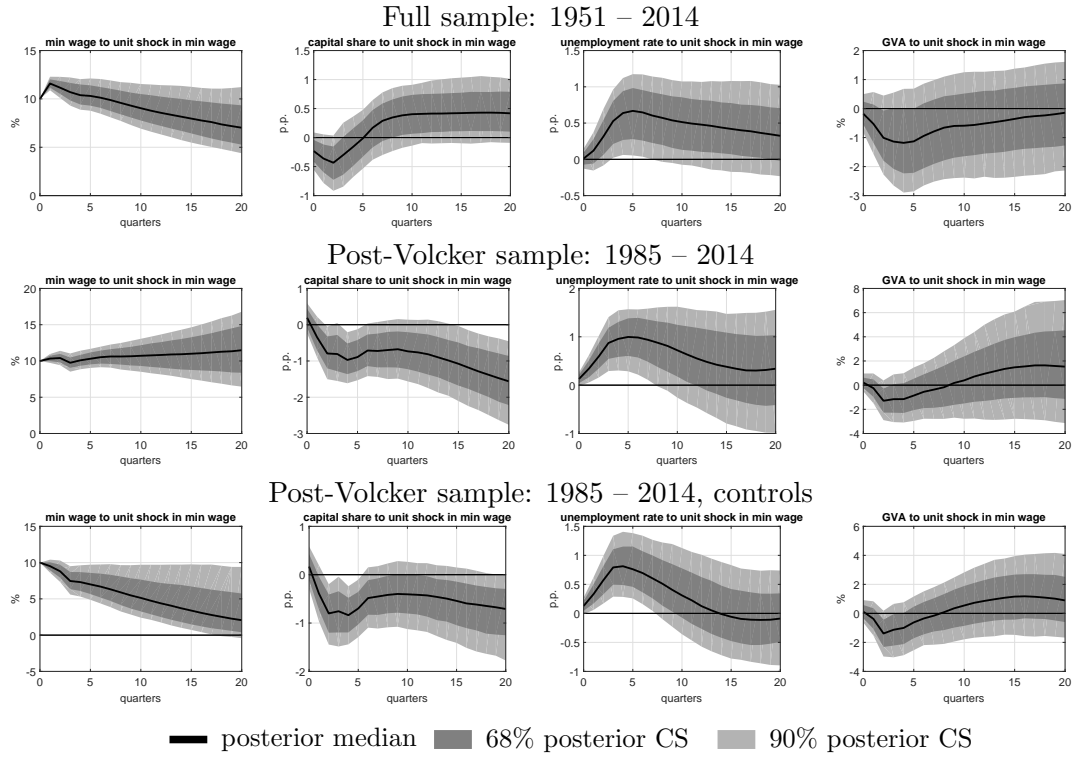 Full sample: 1951 – 2014
min wage to unit shock in min wage
capital share to unit shock in min wage
unemployment rate to unit shock in min wage
GVA to unit shock in min wage
15
10
5
0
%
0 5 10 15 20
quarters
1.5
1
0.5
0
-0.5
-1
p.p.
0 5 10 15 20
quarters
1.5
1
0.5
0
-0.5
p.p.
0 5 10 15 20
quarters
2
1
0
-1
-2
-3
%
0 5 10 15 20
quarters
Post-Volcker sample: 1985 – 2014
min wage to unit shock in min wage
capital share to unit shock in min wage
unemployment rate to unit shock in min wage
GVA to unit shock in min wage
20
15
10
5
0
%
0 5 10 15 20
quarters
1
0
-1
-2
-3
p.p.
0 5 10 15 20
quarters
2
1
0
-1
p.p.
0 5 10 15 20
quarters
8
6
4
2
0
-2
-4
%
0 5 10 15 20
quarters
Post-Volcker sample: 1985 – 2014, controls
min wage to unit shock in min wage
capital share to unit shock in min wage
unemployment rate to unit shock in min wage
GVA to unit shock in min wage
15
10
5
0
-5
%
0 5 10 15 20
quarters
1
0
-1
-2
p.p.
0 5 10 15 20
quarters
1.5
1
0.5
0
-0.5
-1
p.p.
0 5 10 15 20
quarters
6
4
2
0
-2
-4
%
0 5 10 15 20
quarters
posterior median 68% posterior CS 90% posterior CS